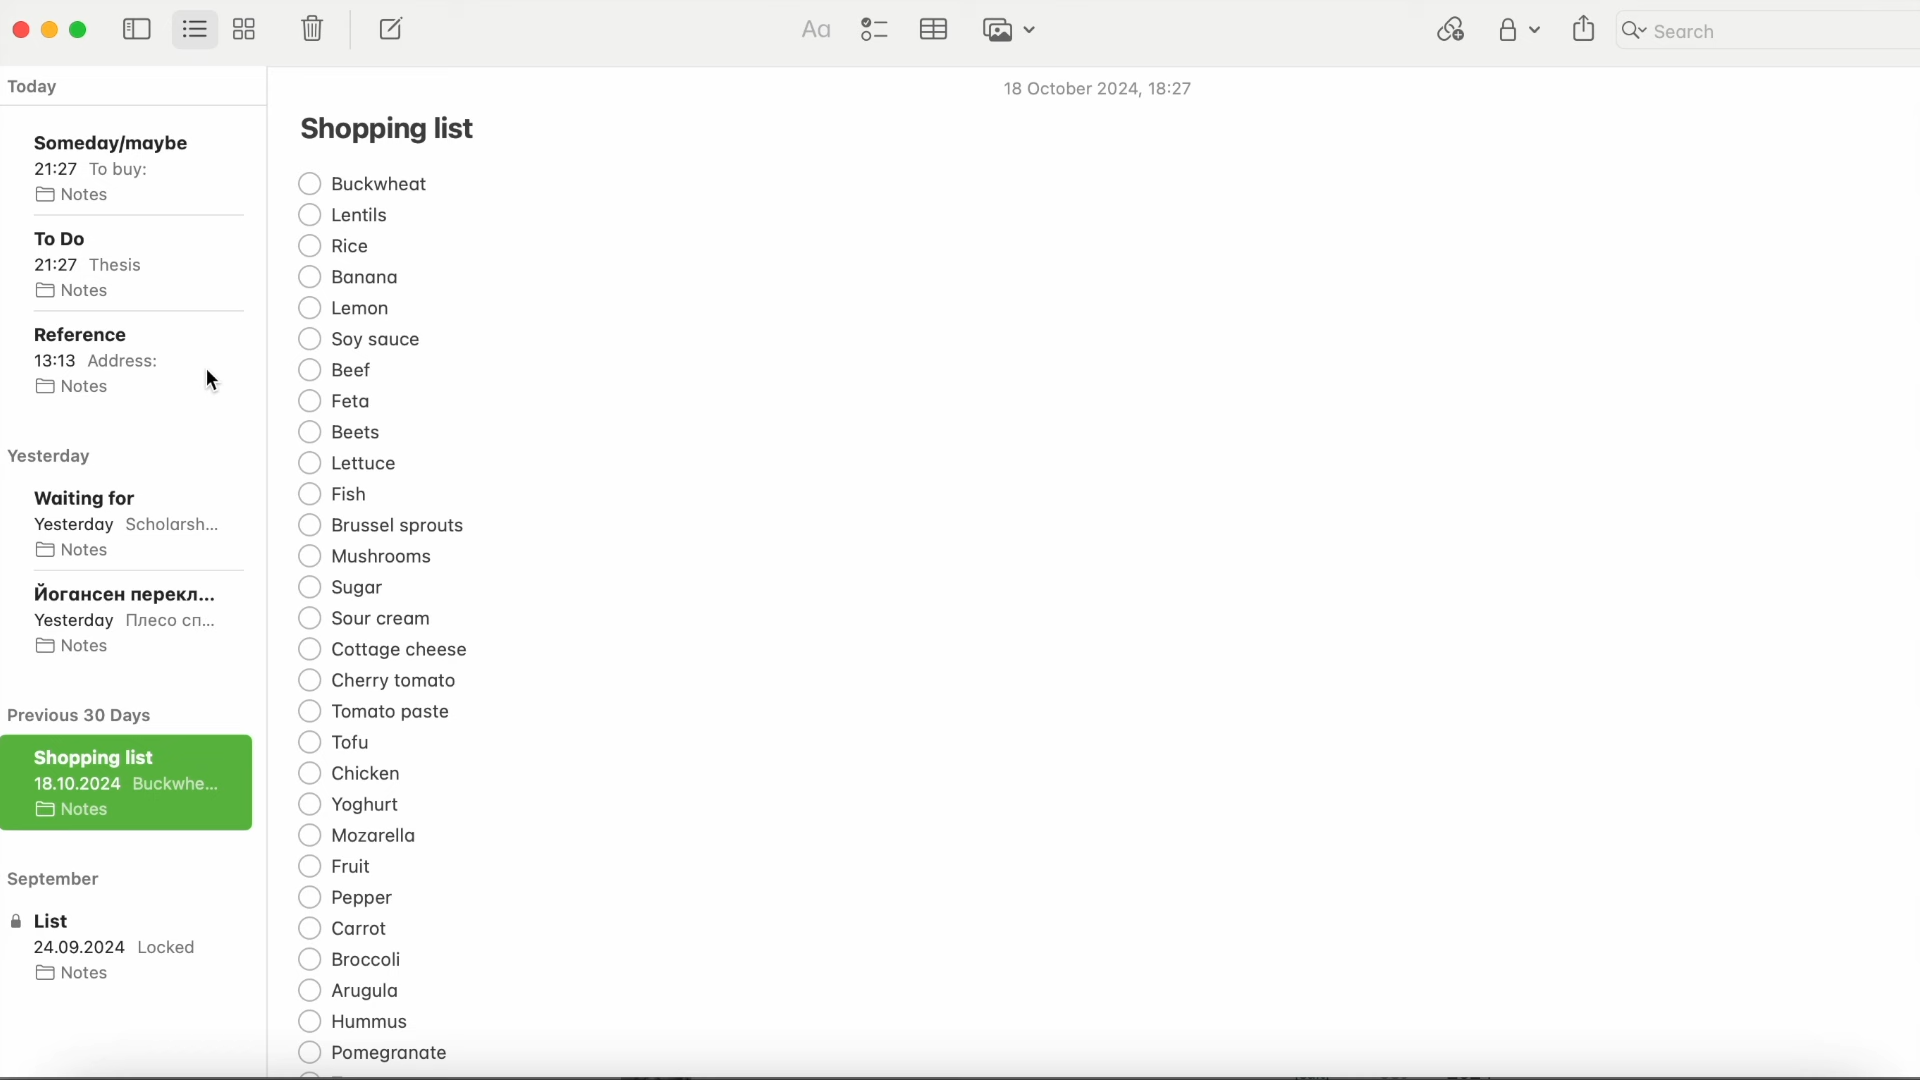 Aa
Search
Today
Someday/maybe
21:27 To buy:
Notes
To Do
21:27 Thesis
Notes
Reference
13:13 Address:
Notes
Yesterday
Waiting for
Yesterday Scholarsh...
Notes
Йогансен перекл...
Yesterday Плесо сп...
Notes
Previous 30 Days
Shopping list
18.10.2024 Buckwhe...
Notes
September
List
24.09.2024 Locked
Notes
18 October 2024, 18:27
Shopping list
Buckwheat
Lentils
Rice
Banana
Lemon
Soy sauce
Beef
Feta
Beets
Lettuce
Fish
Brussel sprouts
Mushrooms
Sugar
Sour cream
Cottage cheese
Cherry tomato
Tomato paste
Tofu
Chicken
Yoghurt
Mozarella
Fruit
Pepper
Carrot
Broccoli
Arugula
Hummus
Pomegranate